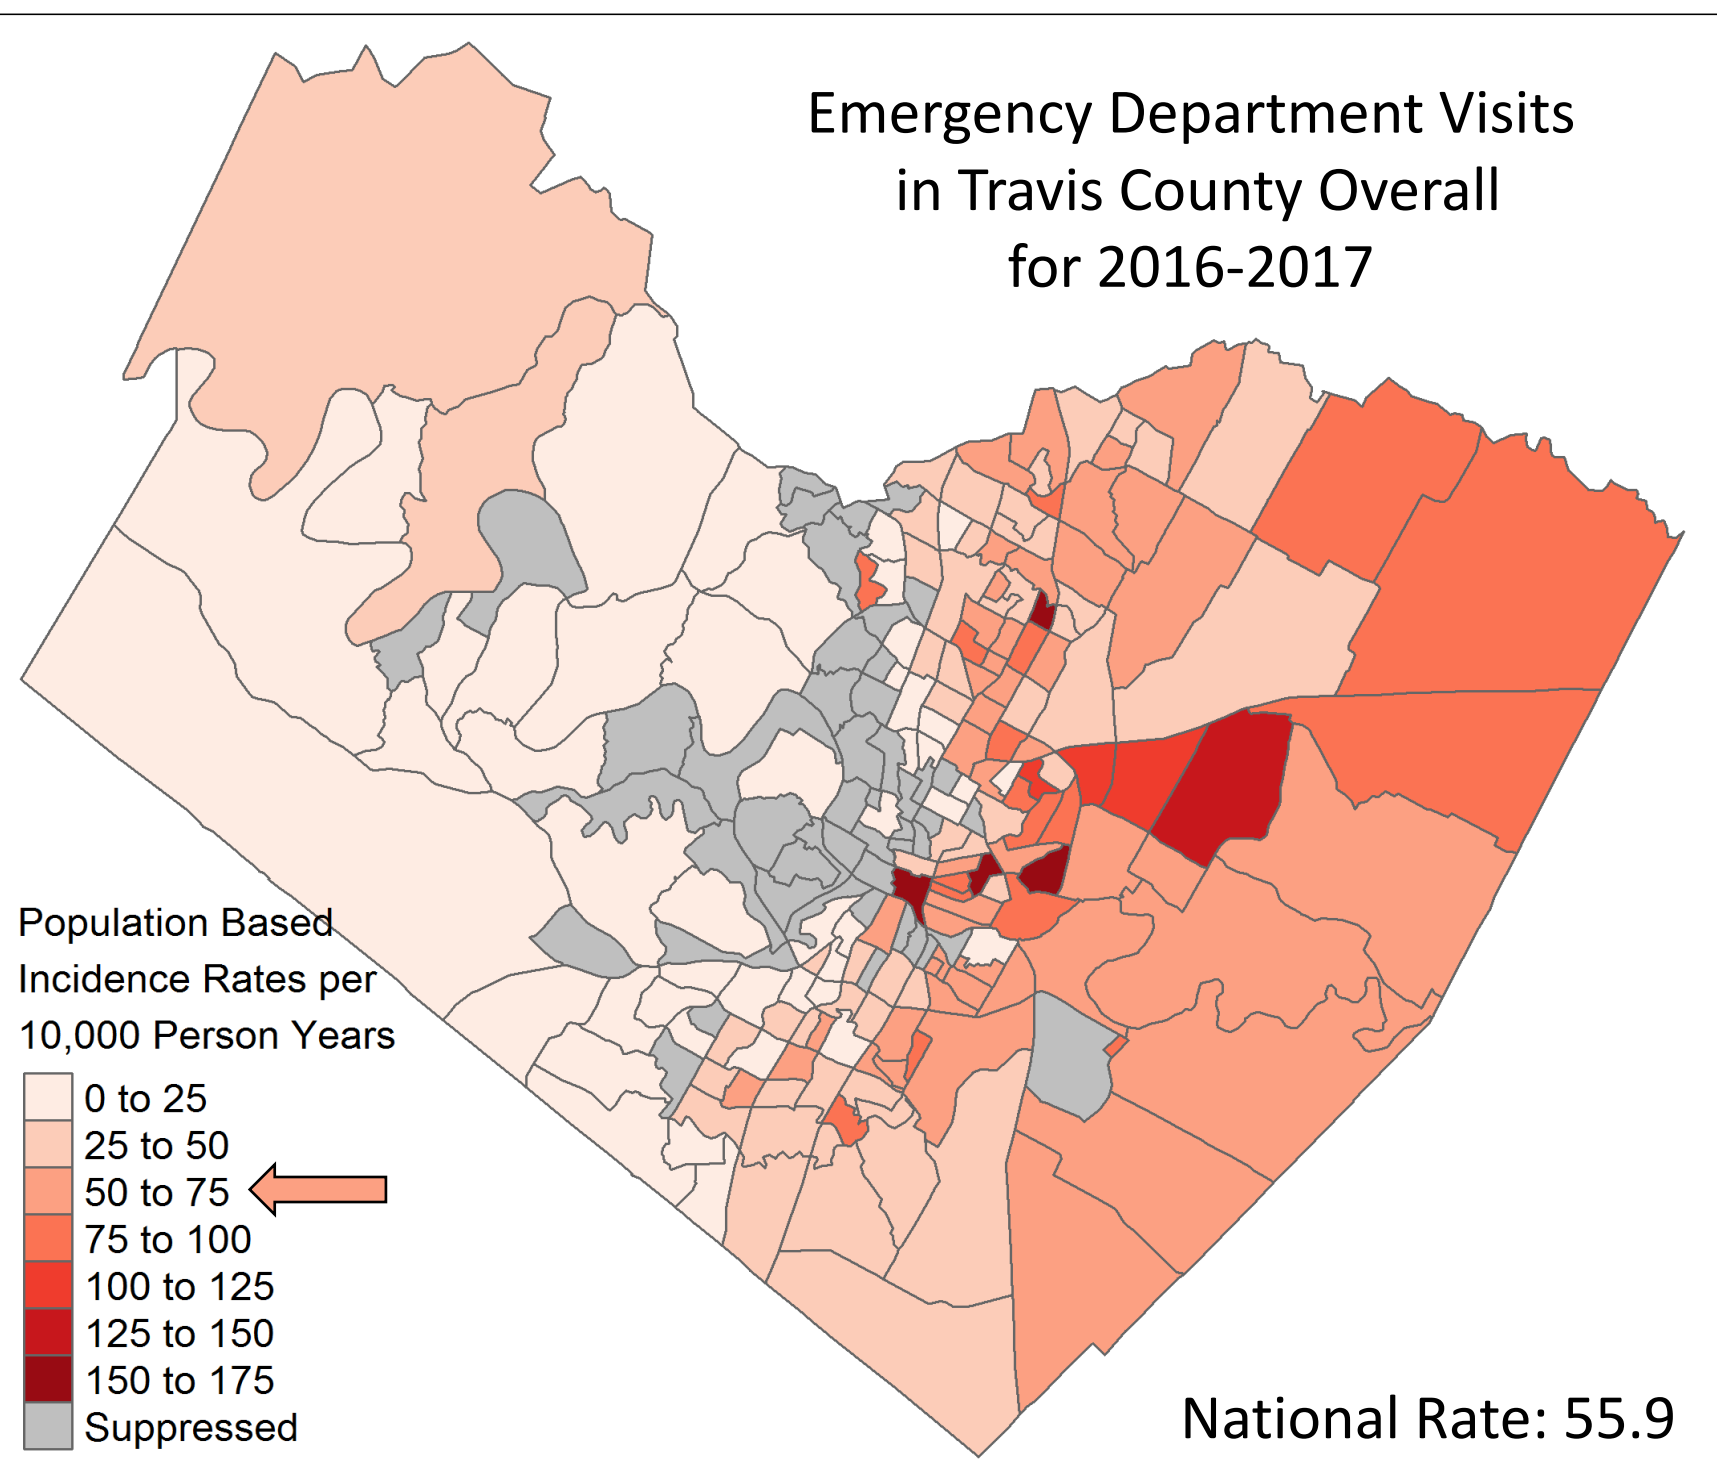 Emergency Department Visits
in Travis County Overall
for 2016-2017
Population Based
Incidence Rates per
10,000 Person Years
0 to 25
25 to 50
50 to 75
75 to 100
100 to 125
125 to 150
150 to 175
Suppressed
National Rate: 55.9